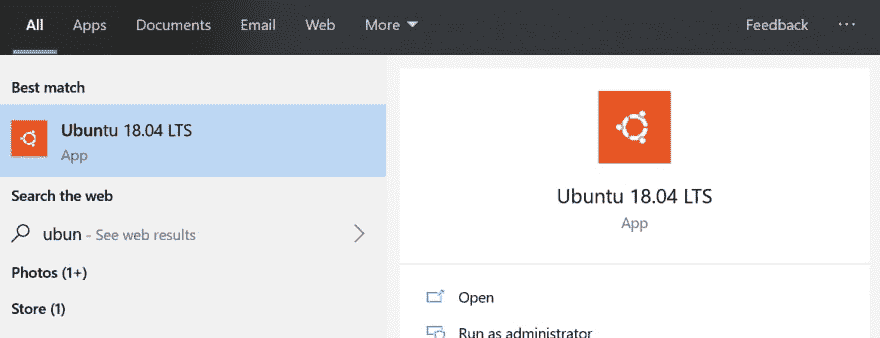 All Apps Documents Email Web More Feedback ...
Best match
Ubuntu 18.04 LTS
App
Search the web
ubun - See web results
Photos (1+)
Store (1)
Ubuntu 18.04 LTS
App
Open
Run as administrator